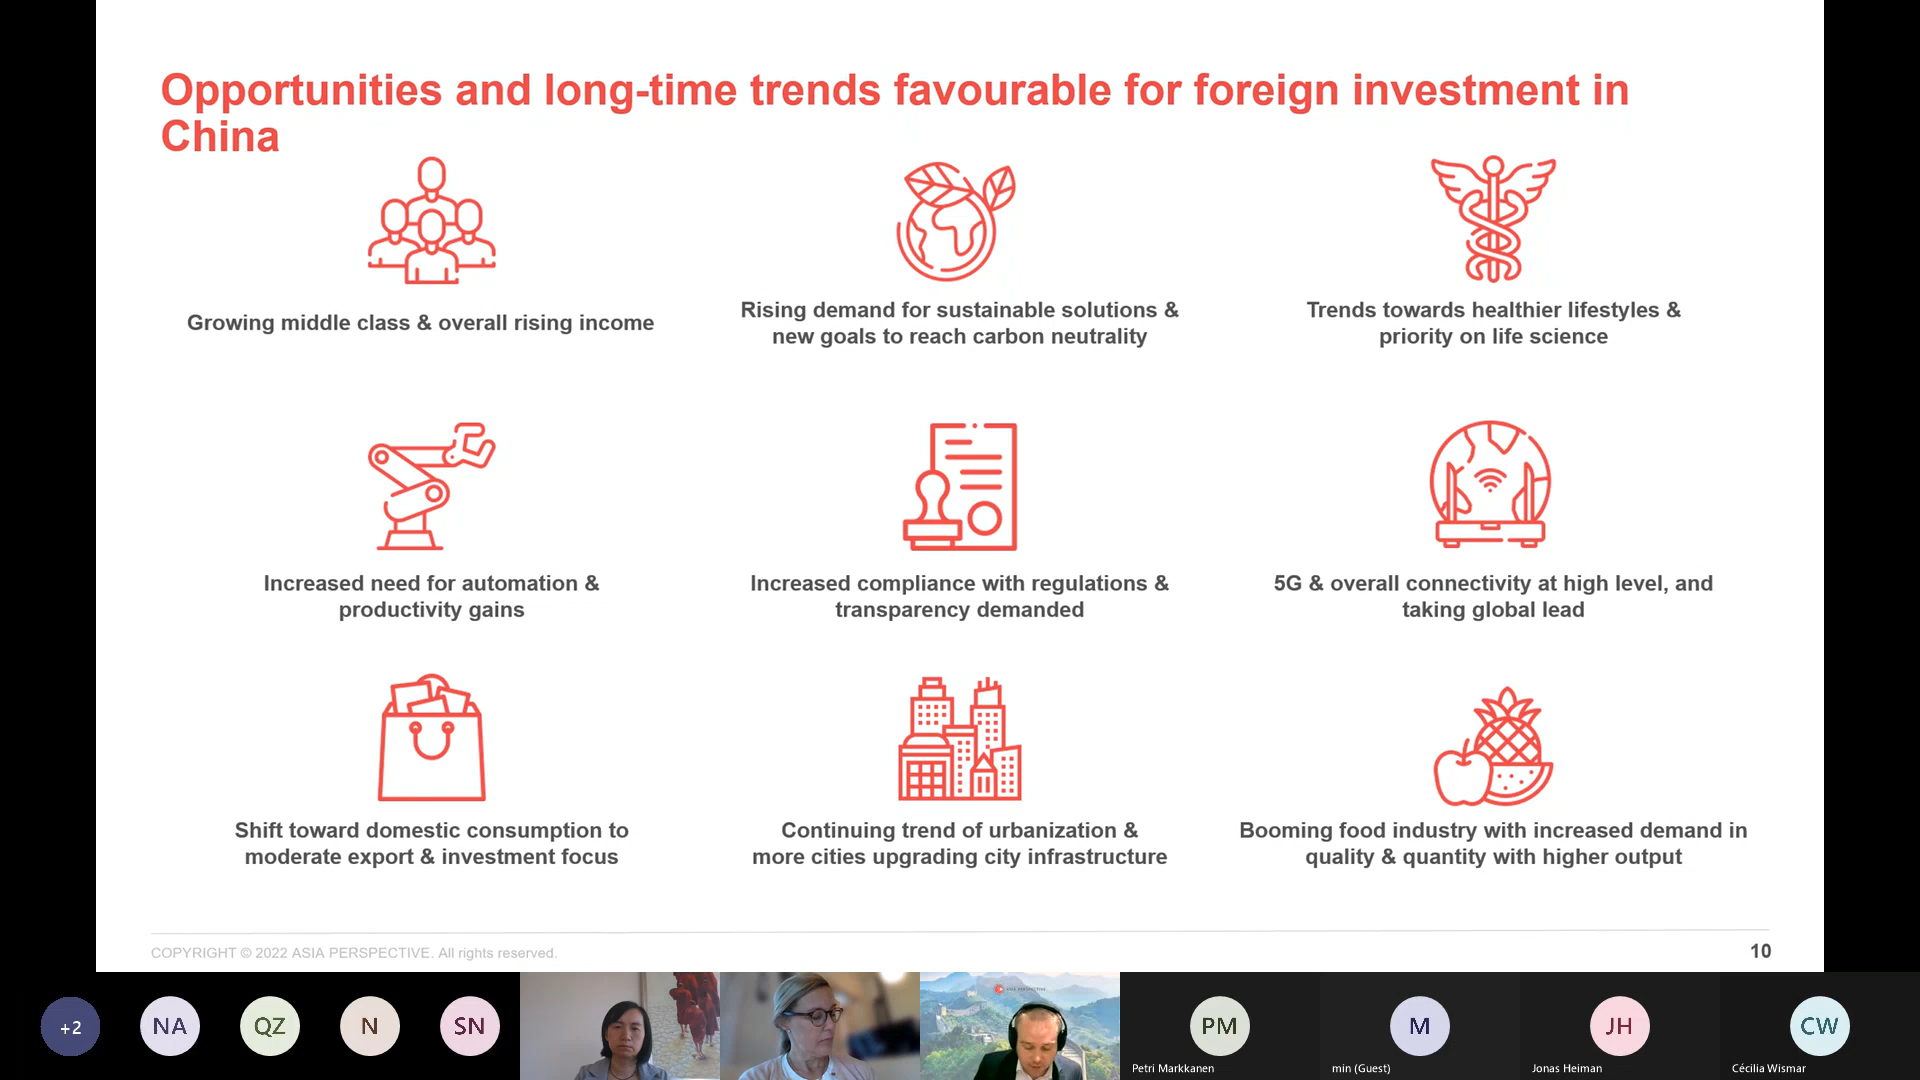 Opportunities and long-time trends favourable for foreign investment in
China
Growing middle class & overall rising income
Rising demand for sustainable solutions &
new goals to reach carbon neutrality
Trends towards healthier lifestyles &
priority on life science
Increased need for automation &
productivity gains
Increased compliance with regulations &
transparency demanded
5G & overall connectivity at high level, and
taking global lead
Shift toward domestic consumption to
moderate export & investment focus
Continuing trend of urbanization &
more cities upgrading city infrastructure
Booming food industry with increased demand in
quality & quantity with higher output
COPYRIGHT © 2022 ASIA PERSPECTIVE. All rights reserved.
10
+2
NA
QZ
N
SN
ASIA PERSPECTIVE
PM
Petri Markkanen
M
min (Guest)
JH
Jonas Heiman
CW
Cécilia Wismar